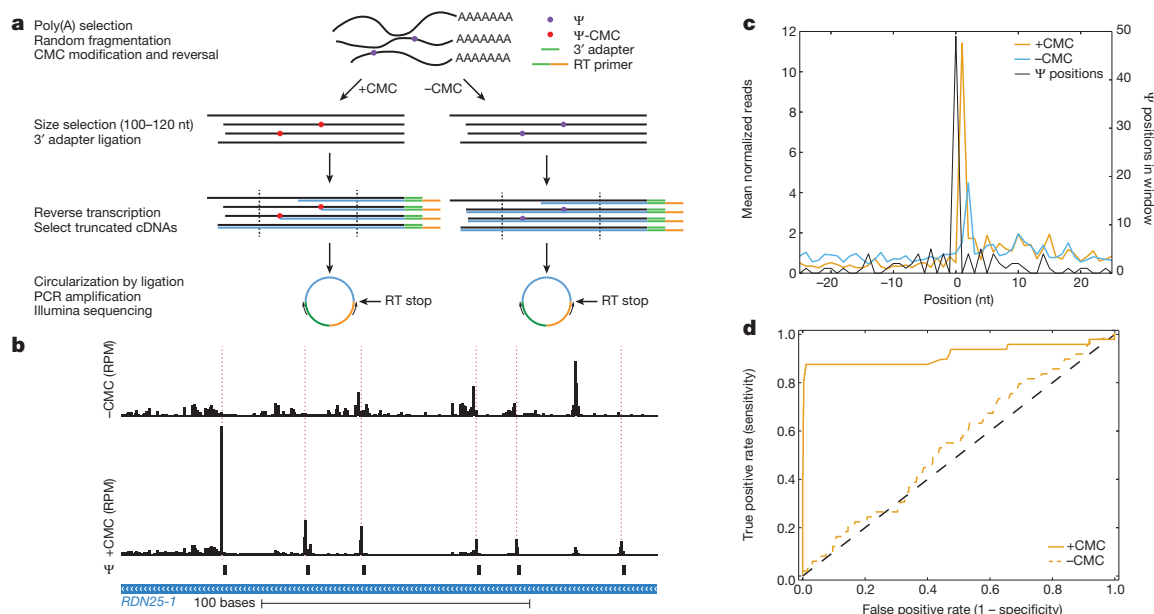 a
Poly(A) selection
Random fragmentation
CMC modification and reversal
AAAAAAA
AAAAAAA
AAAAAAA
Ψ
Ψ-CMC
3′ adapter
RT primer
+CMC
−CMC
Size selection (100–120 nt)
3′ adapter ligation
Reverse transcription
Select truncated cDNAs
Circularization by ligation
PCR amplification
Illumina sequencing
RT stop
RT stop
b
−CMC (RPM)
+CMC (RPM)
Ψ
RDN25-1
100 bases
c
Mean normalized reads
12
10
8
6
4
2
0
+CMC
−CMC
Ψ positions
50
40
30
20
10
0
Ψ positions in window
−20
−10
0
10
20
Position (nt)
d
True positive rate (sensitivity)
1.0
0.8
0.6
0.4
0.2
0.0
+CMC
−CMC
0.0
0.2
0.4
0.6
0.8
1.0
False positive rate (1 − specificity)